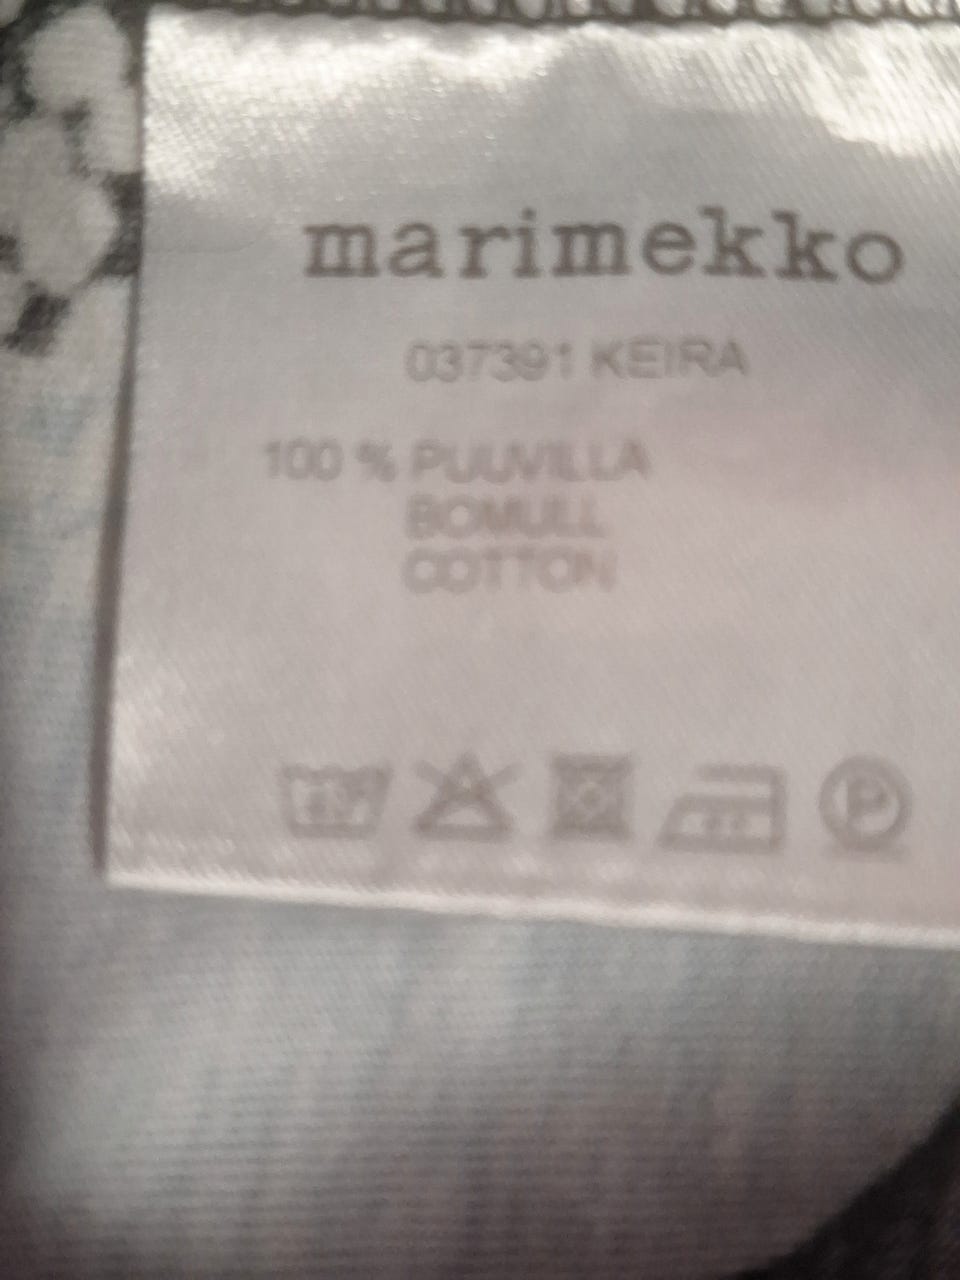 marimekko
037391 KEIRA
100 % PUUVILLA
BOMULL
COTTON
P